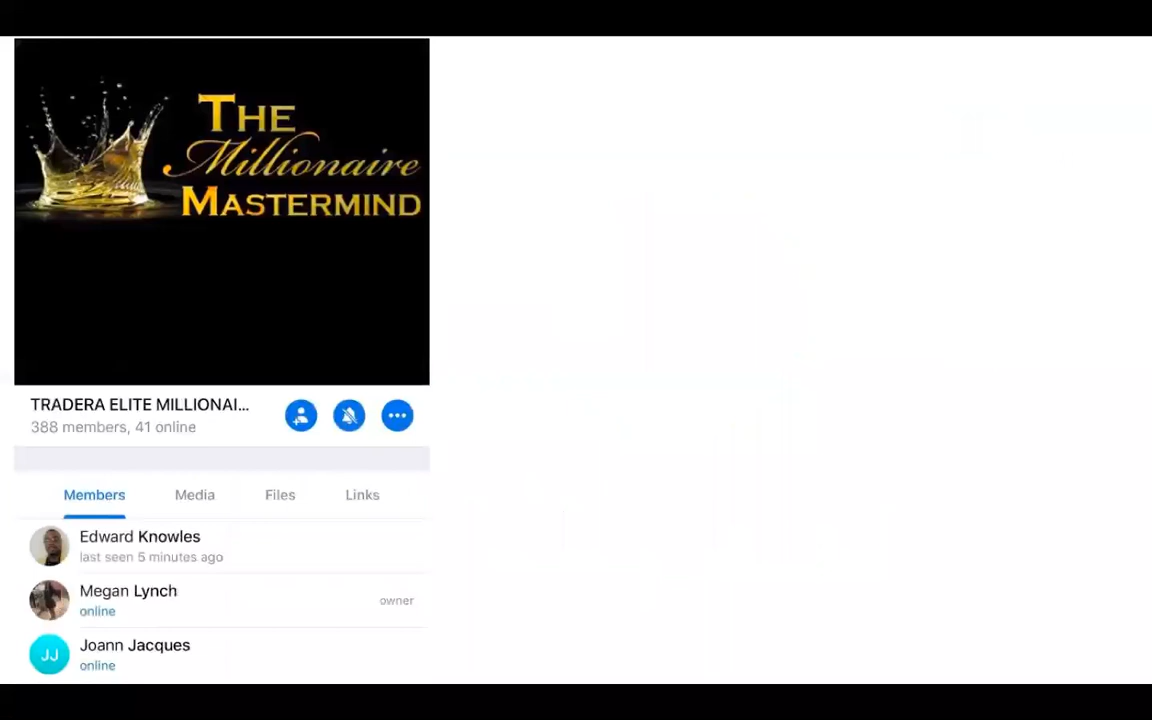 THE
Millionaire
MASTERMIND
TRADERA ELITE MILLIONAI...
388 members, 41 online
Members Media Files Links
Edward Knowles
last seen 5 minutes ago
Megan Lynch
owner
online
JJ
Joann Jacques
online